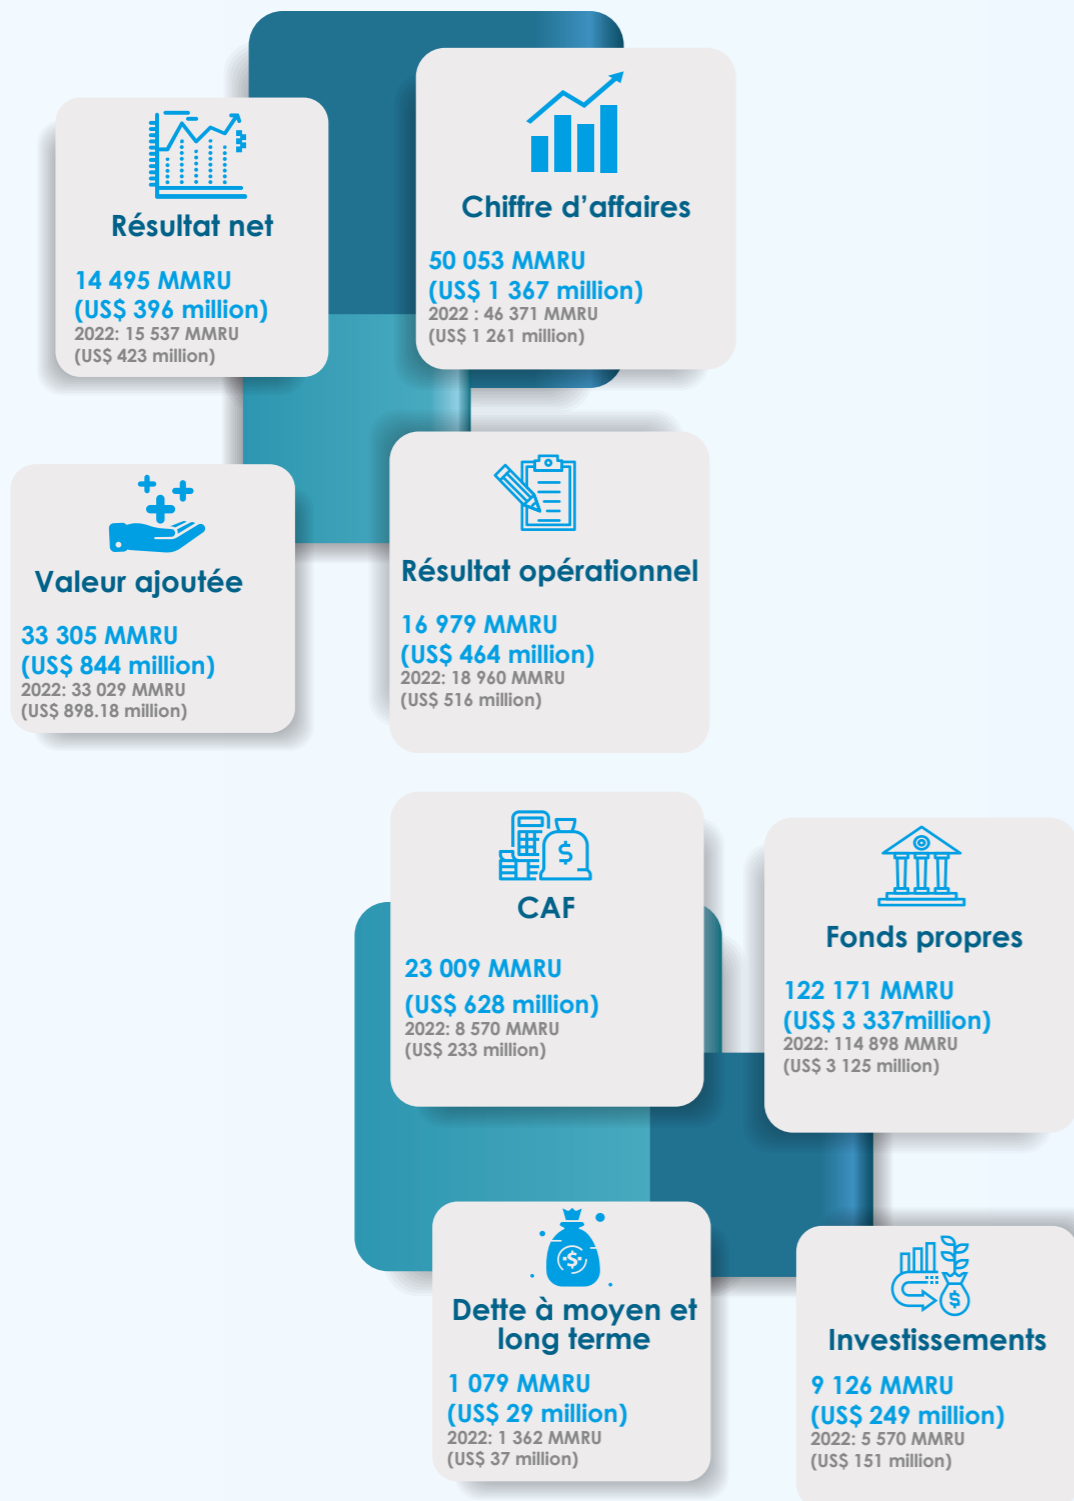 Résultat net
14 495 MMRU
(US$ 396 million)
2022: 15 537 MMRU
(US$ 423 million)
Chiffre d’affaires
50 053 MMRU
(US$ 1 367 million)
2022 : 46 371 MMRU
(US$ 1 261 million)
Valeur ajoutée
33 305 MMRU
(US$ 844 million)
2022: 33 029 MMRU
(US$ 898.18 million)
Résultat opérationnel
16 979 MMRU
(US$ 464 million)
2022: 18 960 MMRU
(US$ 516 million)
CAF
23 009 MMRU
(US$ 628 million)
2022: 8 570 MMRU
(US$ 233 million)
Fonds propres
122 171 MMRU
(US$ 3 337million)
2022: 114 898 MMRU
(US$ 3 125 million)
Dette à moyen et
long terme
1 079 MMRU
(US$ 29 million)
2022: 1 362 MMRU
(US$ 37 million)
Investissements
9 126 MMRU
(US$ 249 million)
2022: 5 570 MMRU
(US$ 151 million)